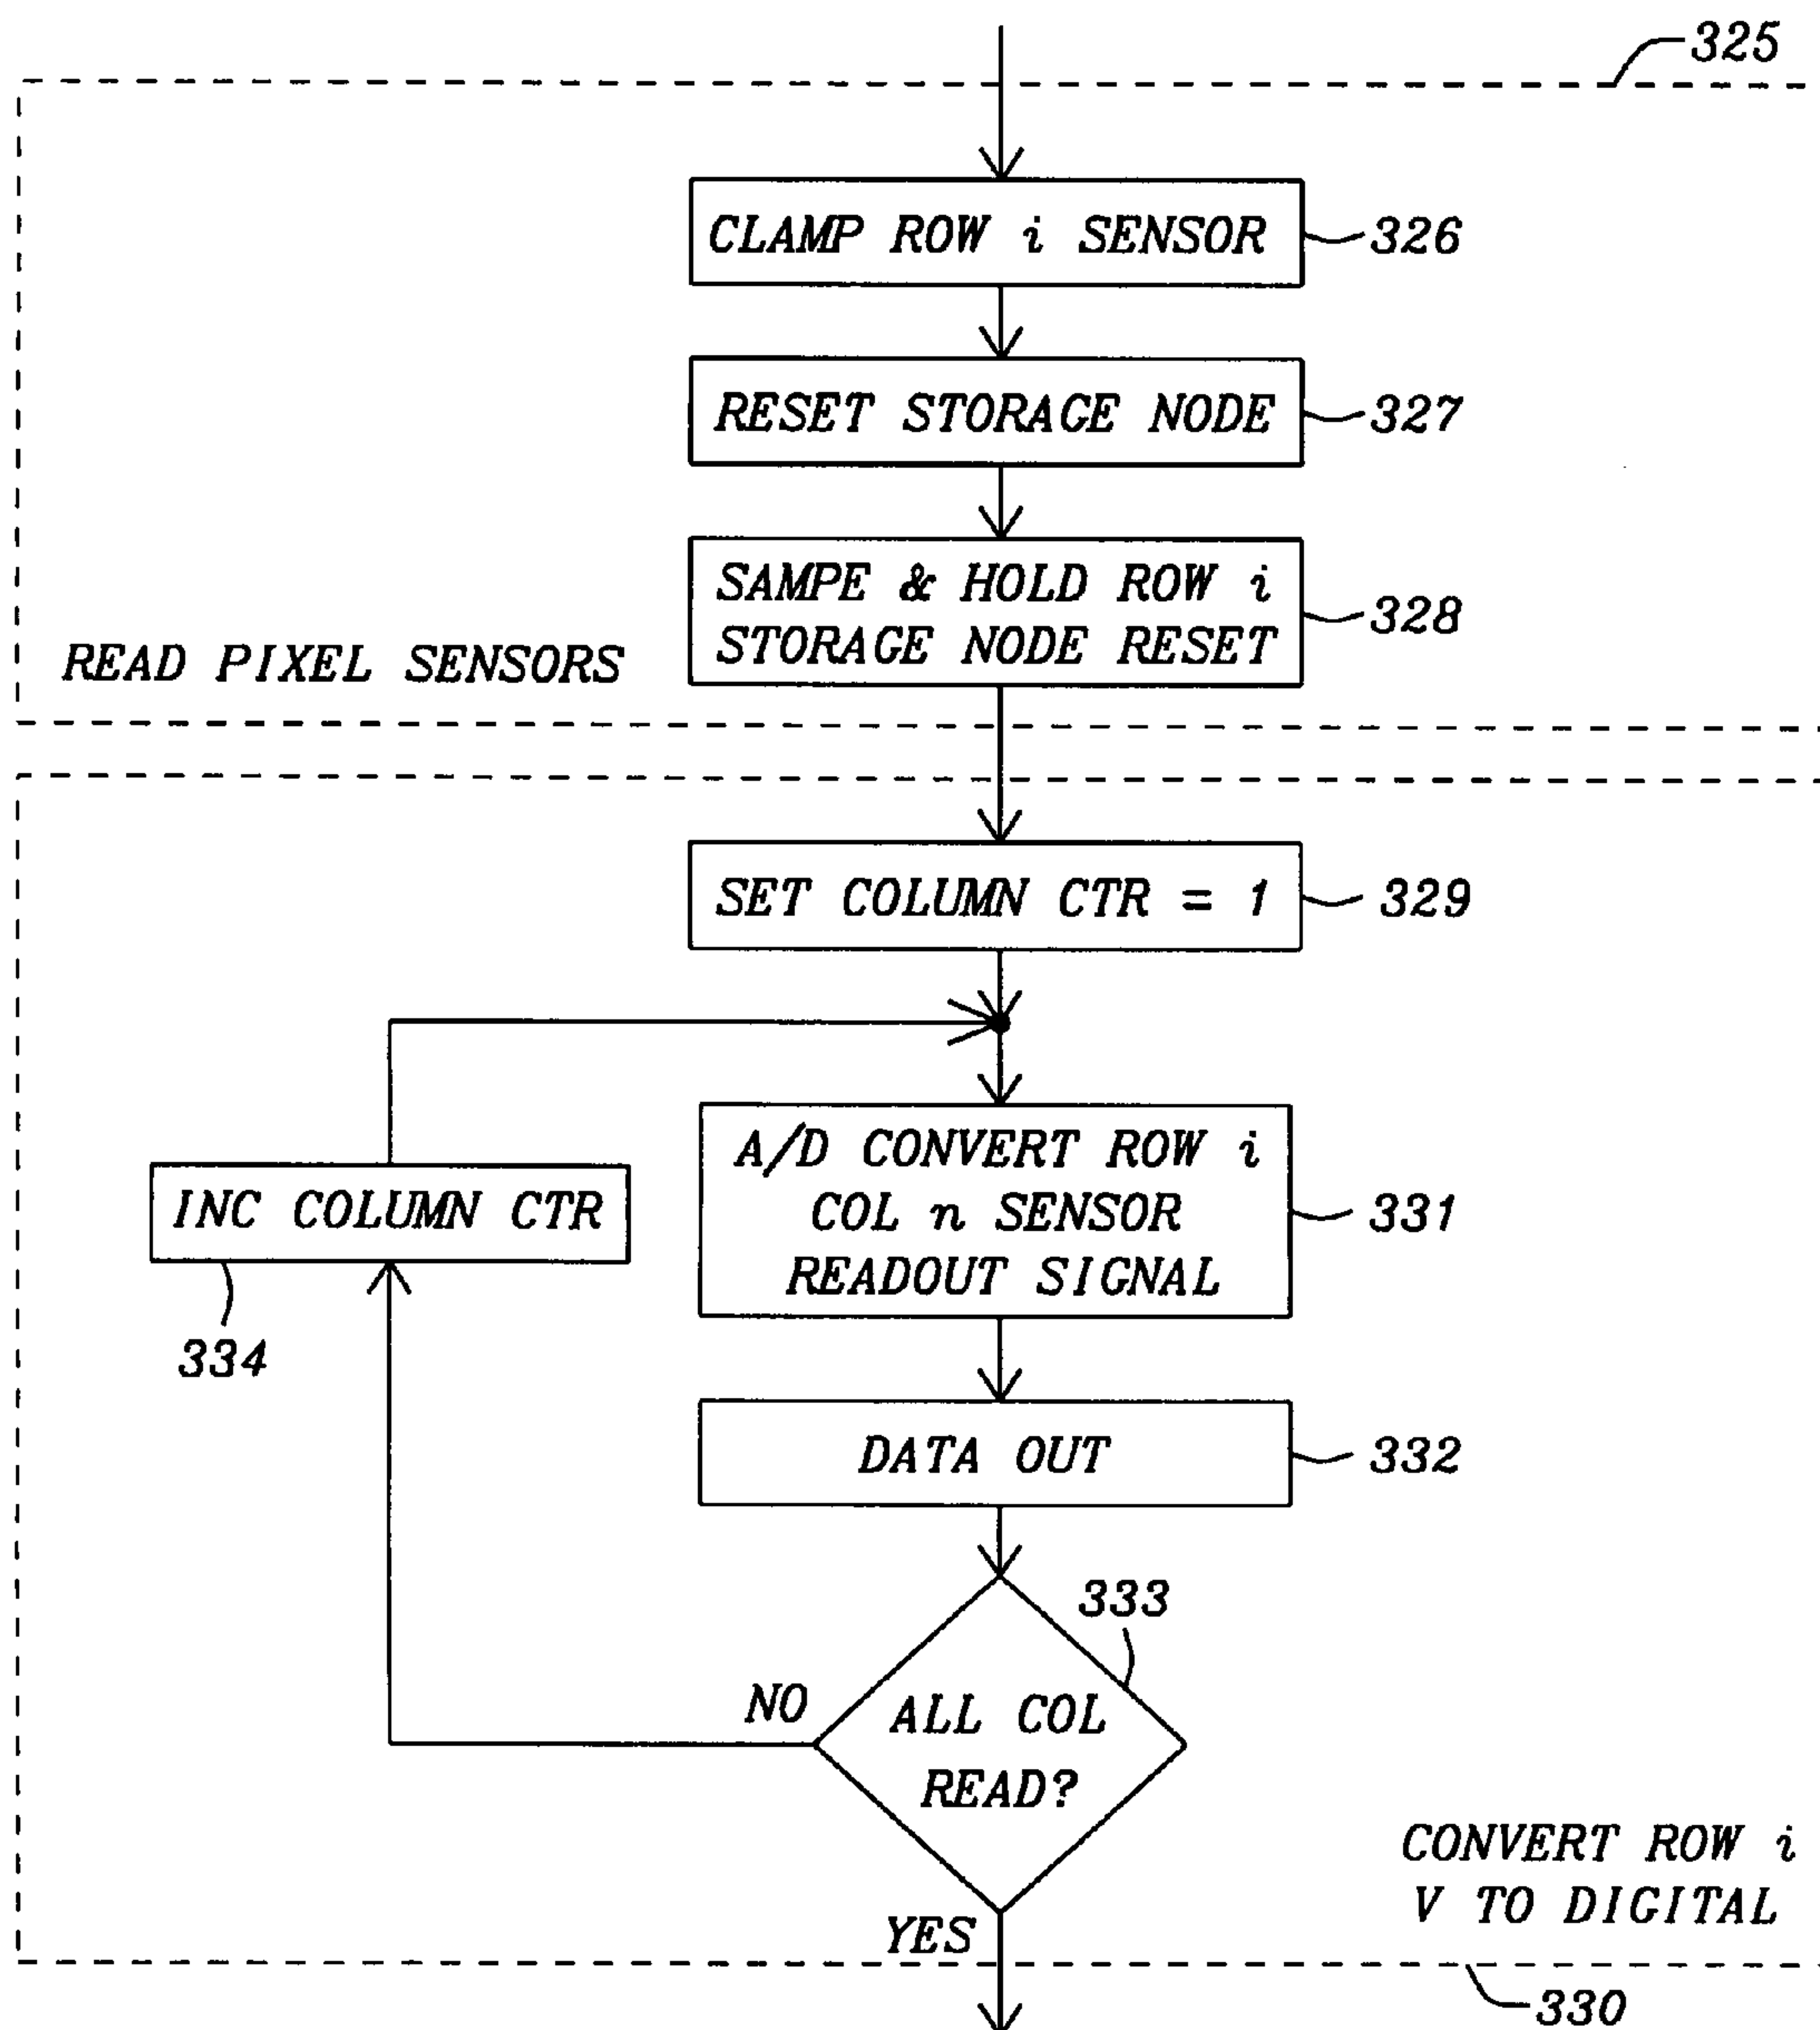 325
CLAMP ROW i SENSOR
326
RESET STORAGE NODE
327
SAMPE & HOLD ROW i
STORAGE NODE RESET
328
READ PIXEL SENSORS
SET COLUMN CTR = 1
329
A/D CONVERT ROW i
COL n SENSOR
READOUT SIGNAL
331
INC COLUMN CTR
334
DATA OUT
332
333
ALL COL
READ?
NO
YES
CONVERT ROW i
V TO DIGITAL
330